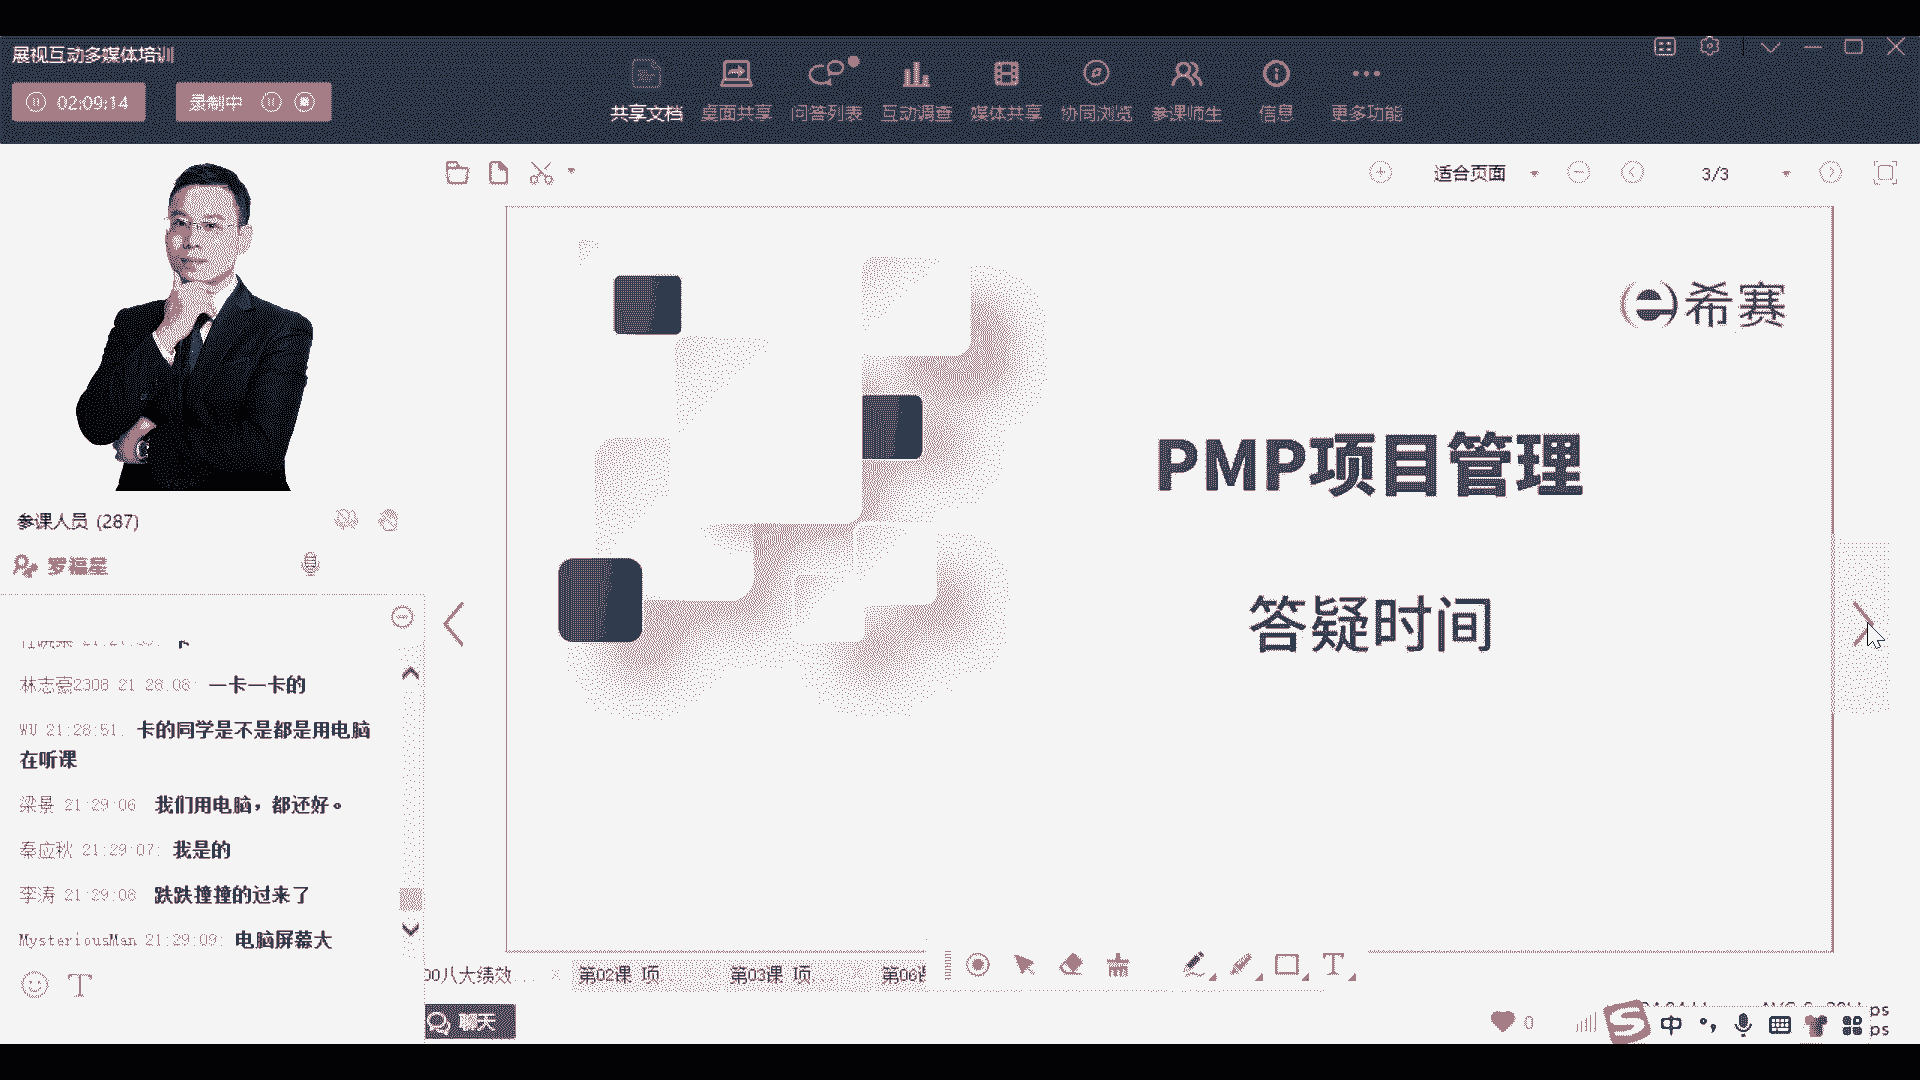 展视互动多媒体培训
02:09:14
录制中
共享文档
桌面共享
问答列表
互动调查
媒体共享
协同浏览
参课师生
信息
更多功能
适合页面
3/3
参课人员 (287)
罗福星
林志豪2308 21:28:08: 一卡一卡的
WU 21:28:51: 卡的同学是不是都是用电脑
在听课
梁景 21:29:06 我们用电脑，都还好。
秦应秋 21:29:07: 我是的
李涛 21:29:08 跌跌撞撞的过来了
MysteriousMan 21:29:09: 电脑屏幕大
T
e希赛
PMP项目管理
答疑时间
00八大绩效...
第02课 项
第03课 项
第06
T
聊天
0
S 中
ps
ps